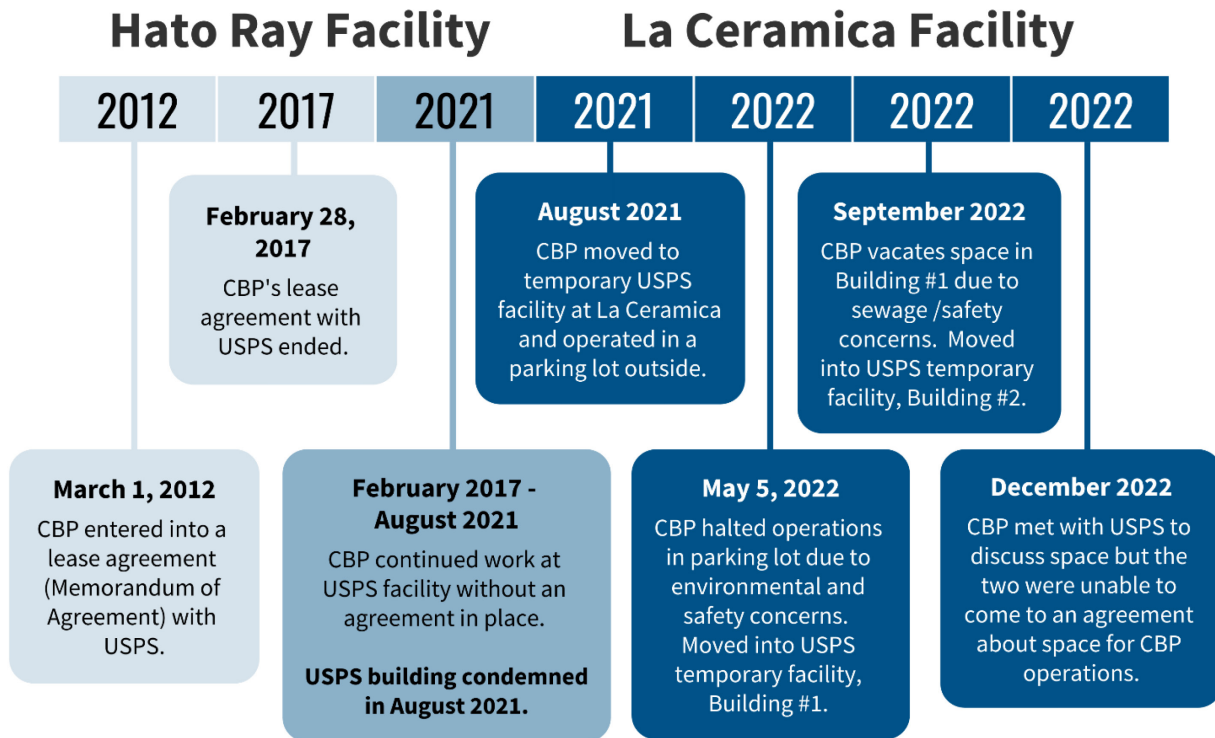 Hato Ray Facility
La Ceramica Facility
2012
2017
2021
2021
2022
2022
2022
February 28,
2017
CBP's lease
agreement with
USPS ended.
August 2021
CBP moved to
temporary USPS
facility at La Ceramica
and operated in a
parking lot outside.
September 2022
CBP vacates space in
Building #1 due to
sewage /safety
concerns. Moved
into USPS temporary
facility, Building #2.
March 1, 2012
CBP entered into a
lease agreement
(Memorandum of
Agreement) with
USPS.
February 2017 -
August 2021
CBP continued work at
USPS facility without an
agreement in place.
USPS building condemned
in August 2021.
May 5, 2022
CBP halted operations
in parking lot due to
environmental and
safety concerns.
Moved into USPS
temporary facility,
Building #1.
December 2022
CBP met with USPS to
discuss space but the
two were unable to
come to an agreement
about space for CBP
operations.